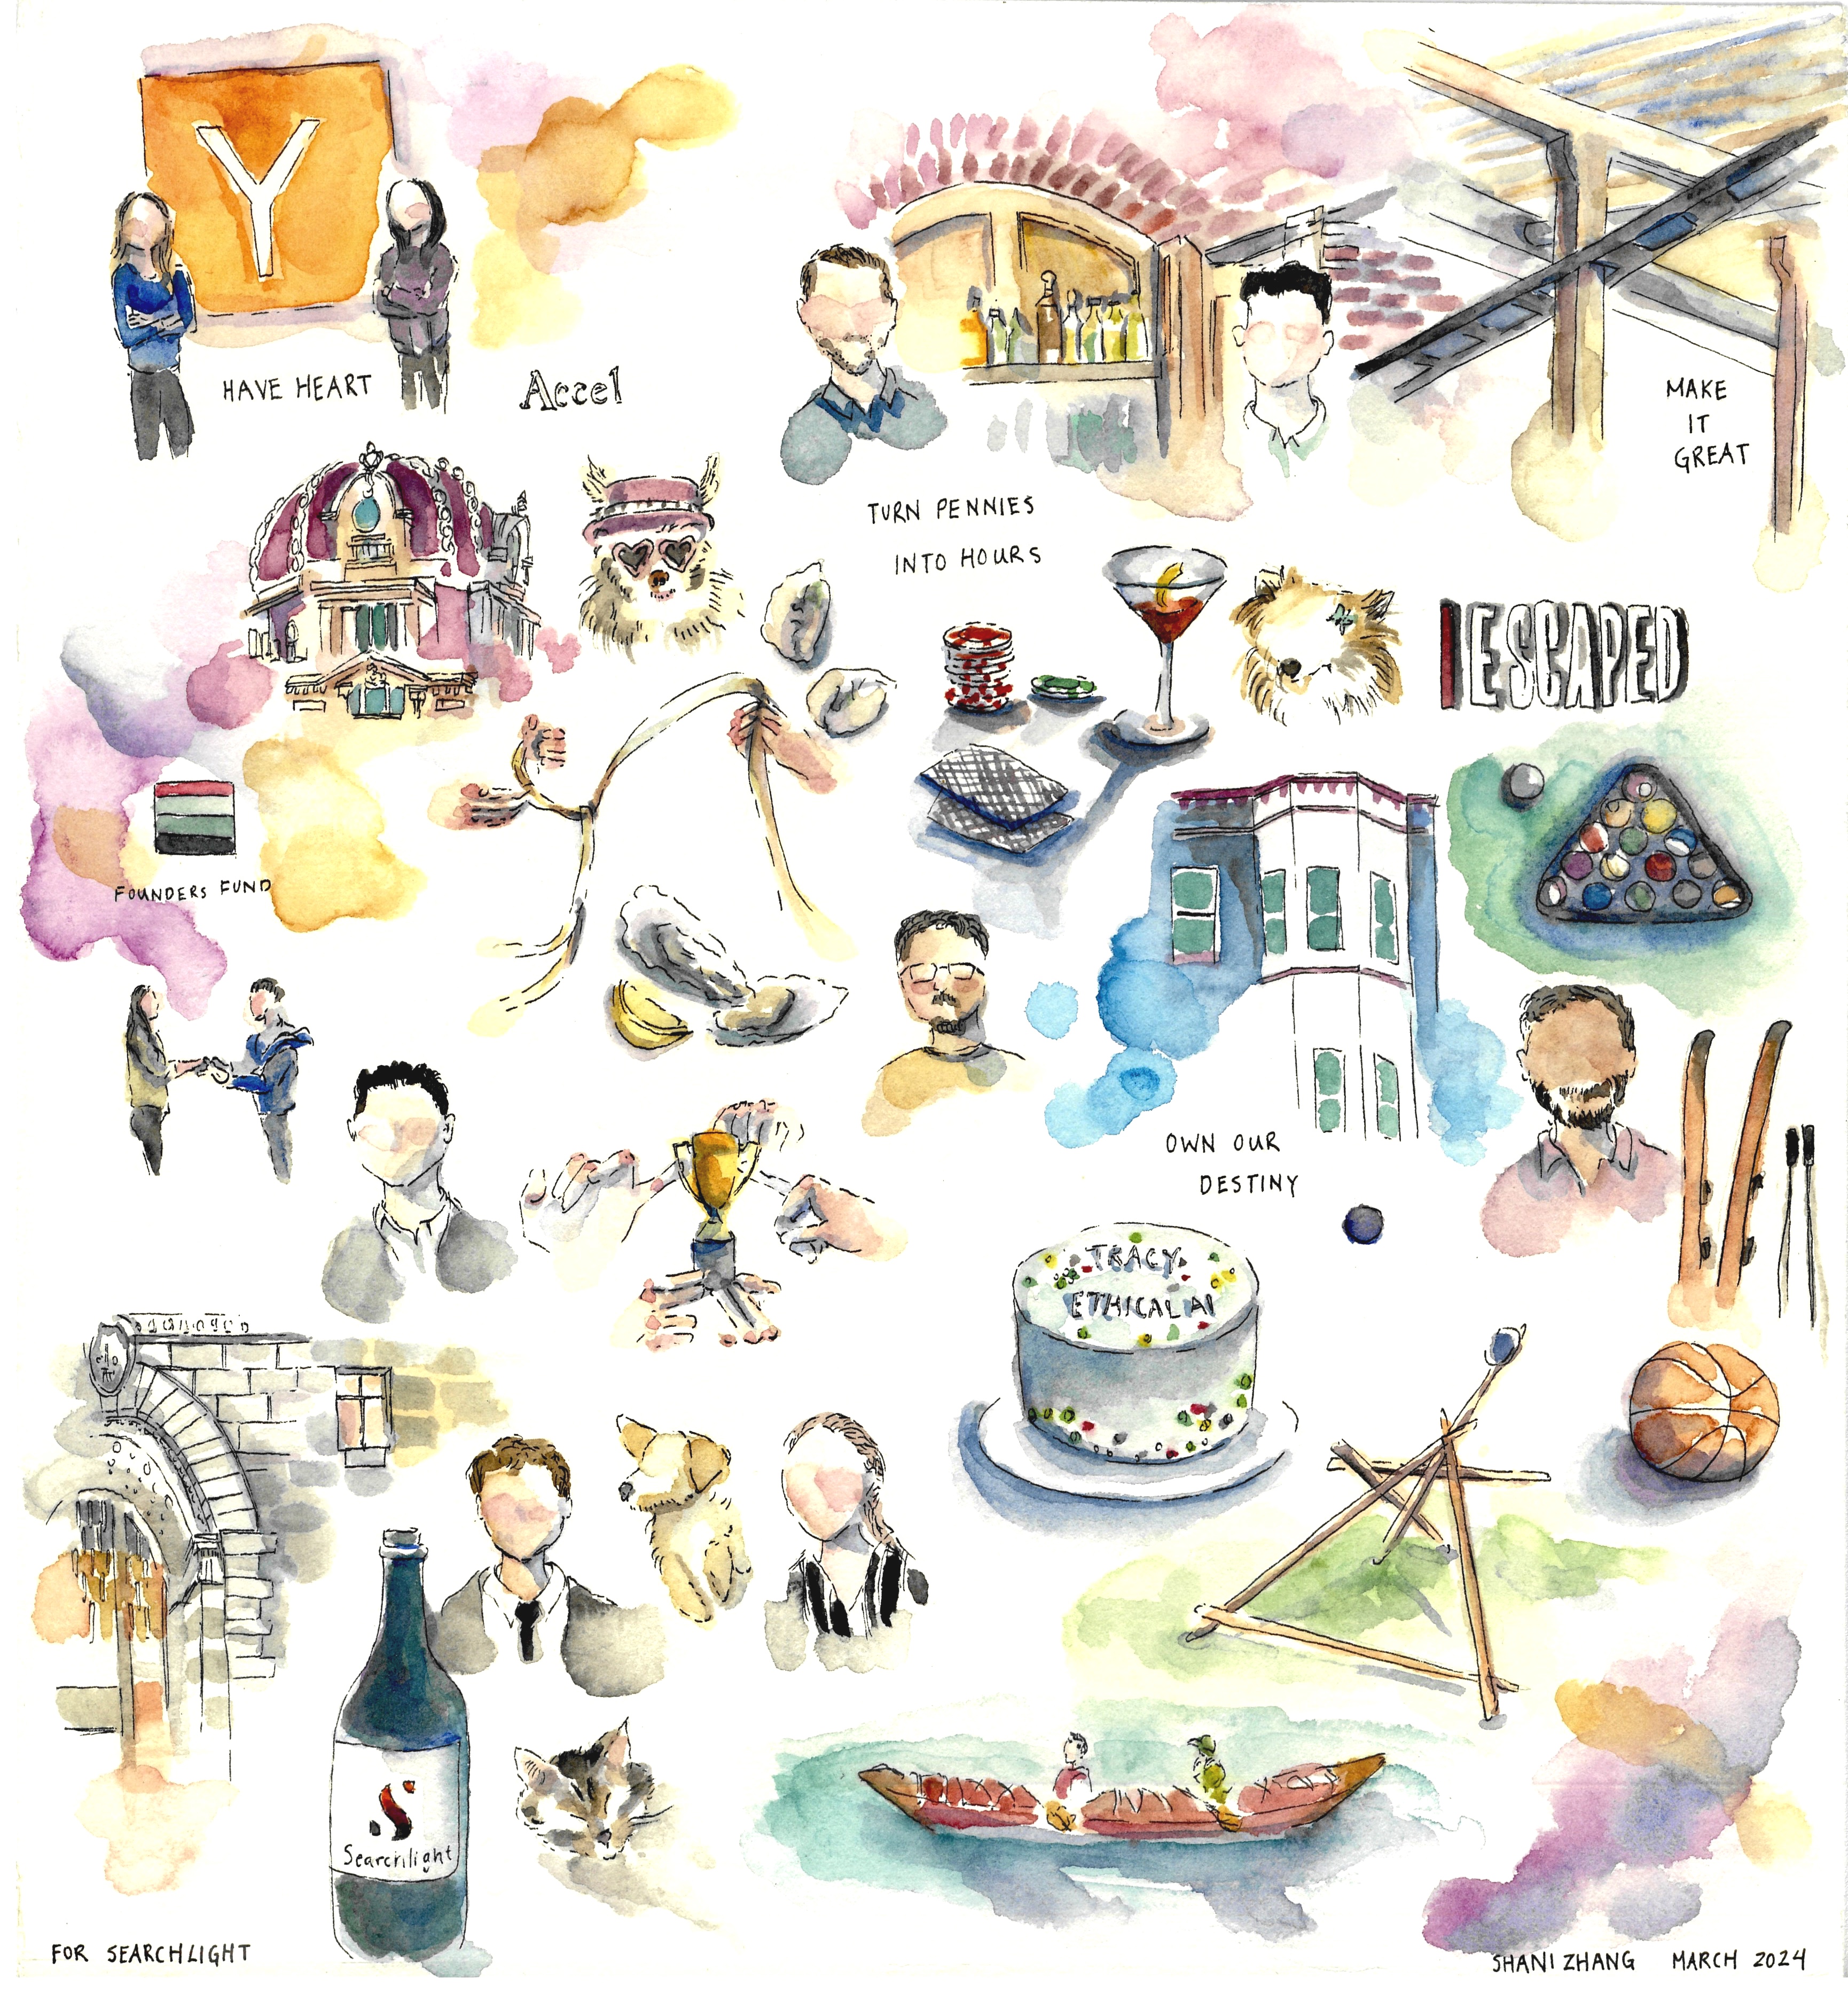 Y
HAVE HEART
Accel
MAKE
IT
GREAT
TURN PENNIES
INTO HOURS
IESCAPED
FOUNDERS FUND
OWN OUR
DESTINY
TRACY
ETHICAL AI
S
Searchlight
FOR SEARCHLIGHT
SHANI ZHANG MARCH 2024